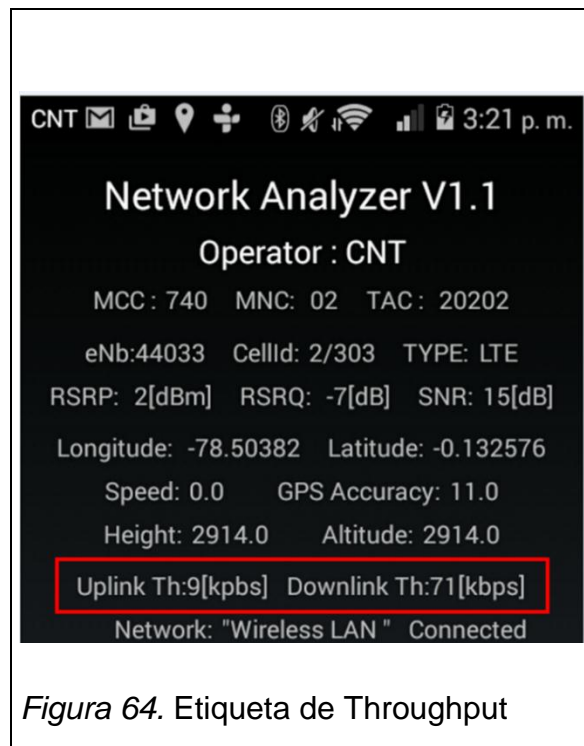 CNT 3:21 p. m.
Network Analyzer V1.1
Operator : CNT
MCC : 740 MNC: 02 TAC : 20202
eNb:44033 CellId: 2/303 TYPE: LTE
RSRP: 2[dBm] RSRQ: -7[dB] SNR: 15[dB]
Longitude: -78.50382 Latitude: -0.132576
Speed: 0.0 GPS Accuracy: 11.0
Height: 2914.0 Altitude: 2914.0
Uplink Th:9[kpbs] Downlink Th:71[kbps]
Network: "Wireless LAN " Connected
Figura 64. Etiqueta de Throughput